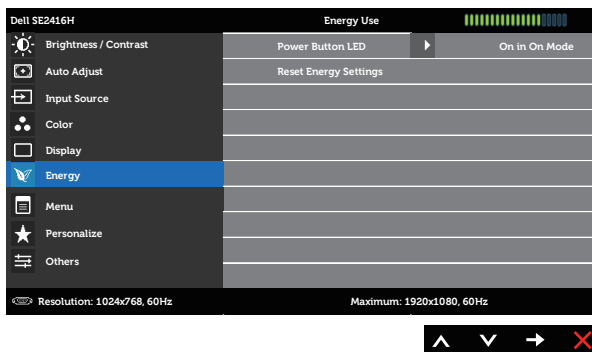 Dell SE2416H Energy Use
Brightness / Contrast Power Button LED On in On Mode
Auto Adjust Reset Energy Settings
Input Source
Color
Display
Energy
Menu
Personalize
Others
Resolution: 1024x768, 60Hz Maximum: 1920x1080, 60Hz